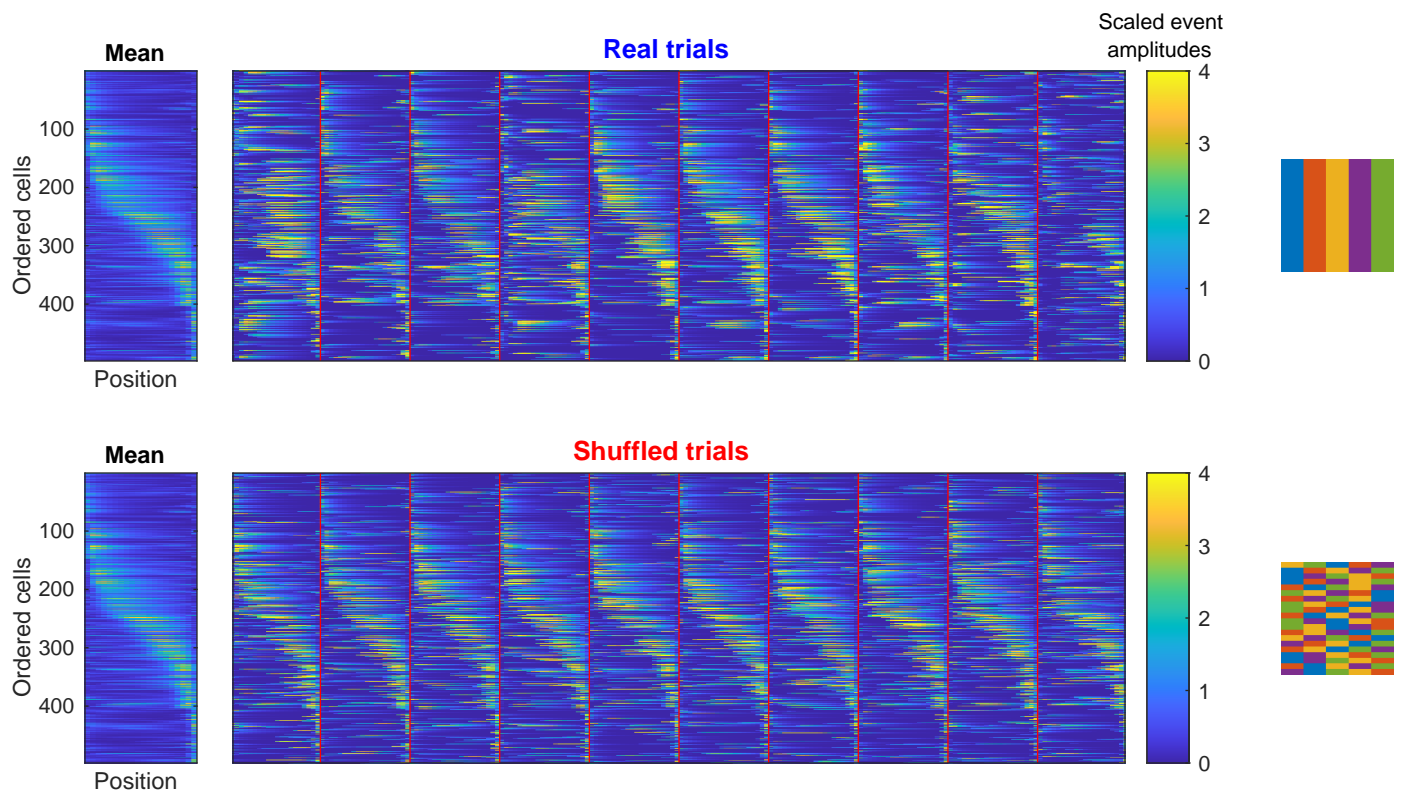 Scaled event
amplitudes
Mean
Real trials
4
3
2
1
0
100
200
300
400
Ordered cells
Position
Mean
Shuffled trials
4
3
2
1
0
100
200
300
400
Ordered cells
Position